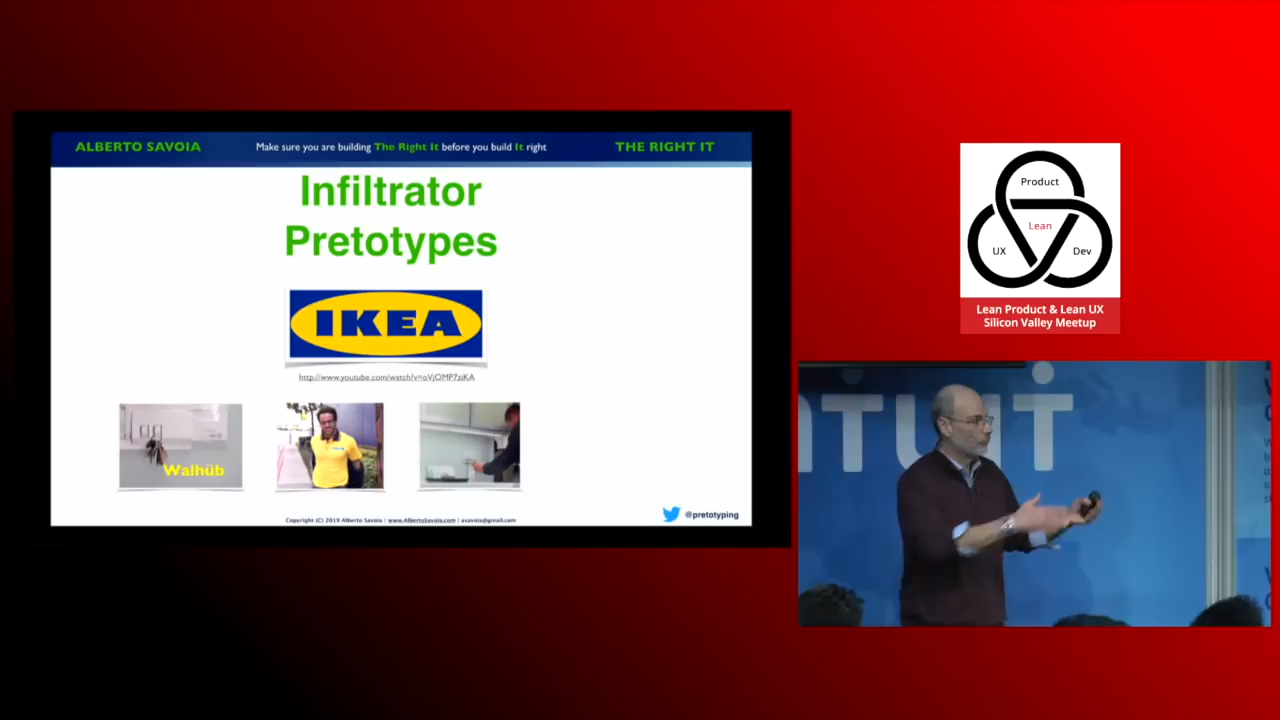 ALBERTO SAVOIA
Make sure you are building The Right It before you build It right
THE RIGHT IT
Infiltrator
Pretotypes
IKEA
http://www.youtube.com/watch?v=oVjOMP7ziKA
Walhüb
IKEA
Copyright (C) 2019 Alberto Savoia | www.AlbertoSavoia.com | asavoia@gmail.com
@pretotyping
Product
Lean
UX
Dev
Lean Product & Lean UX
Silicon Valley Meetup
NTUIT